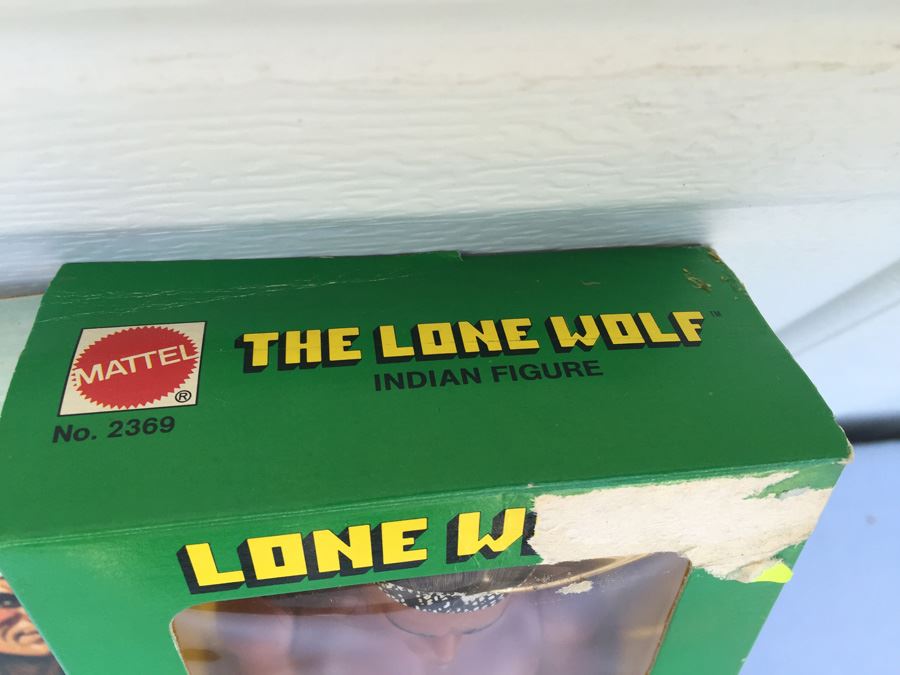 MATTEL
®
No. 2369
THE LONE WOLF™
INDIAN FIGURE
LONE